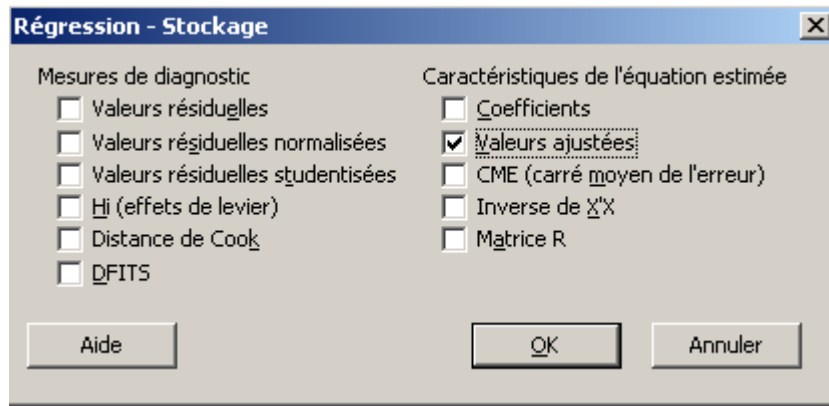 Régression - Stockage
Mesures de diagnostic
Valeurs résiduelles
Valeurs résiduelles normalisées
Valeurs résiduelles studentisées
Hi (effets de levier)
Distance de Cook
DFITS
Caractéristiques de l'équation estimée
Coefficients
Valeurs ajustées
CME (carré moyen de l'erreur)
Inverse de X'X
Matrice R
Aide
OK
Annuler